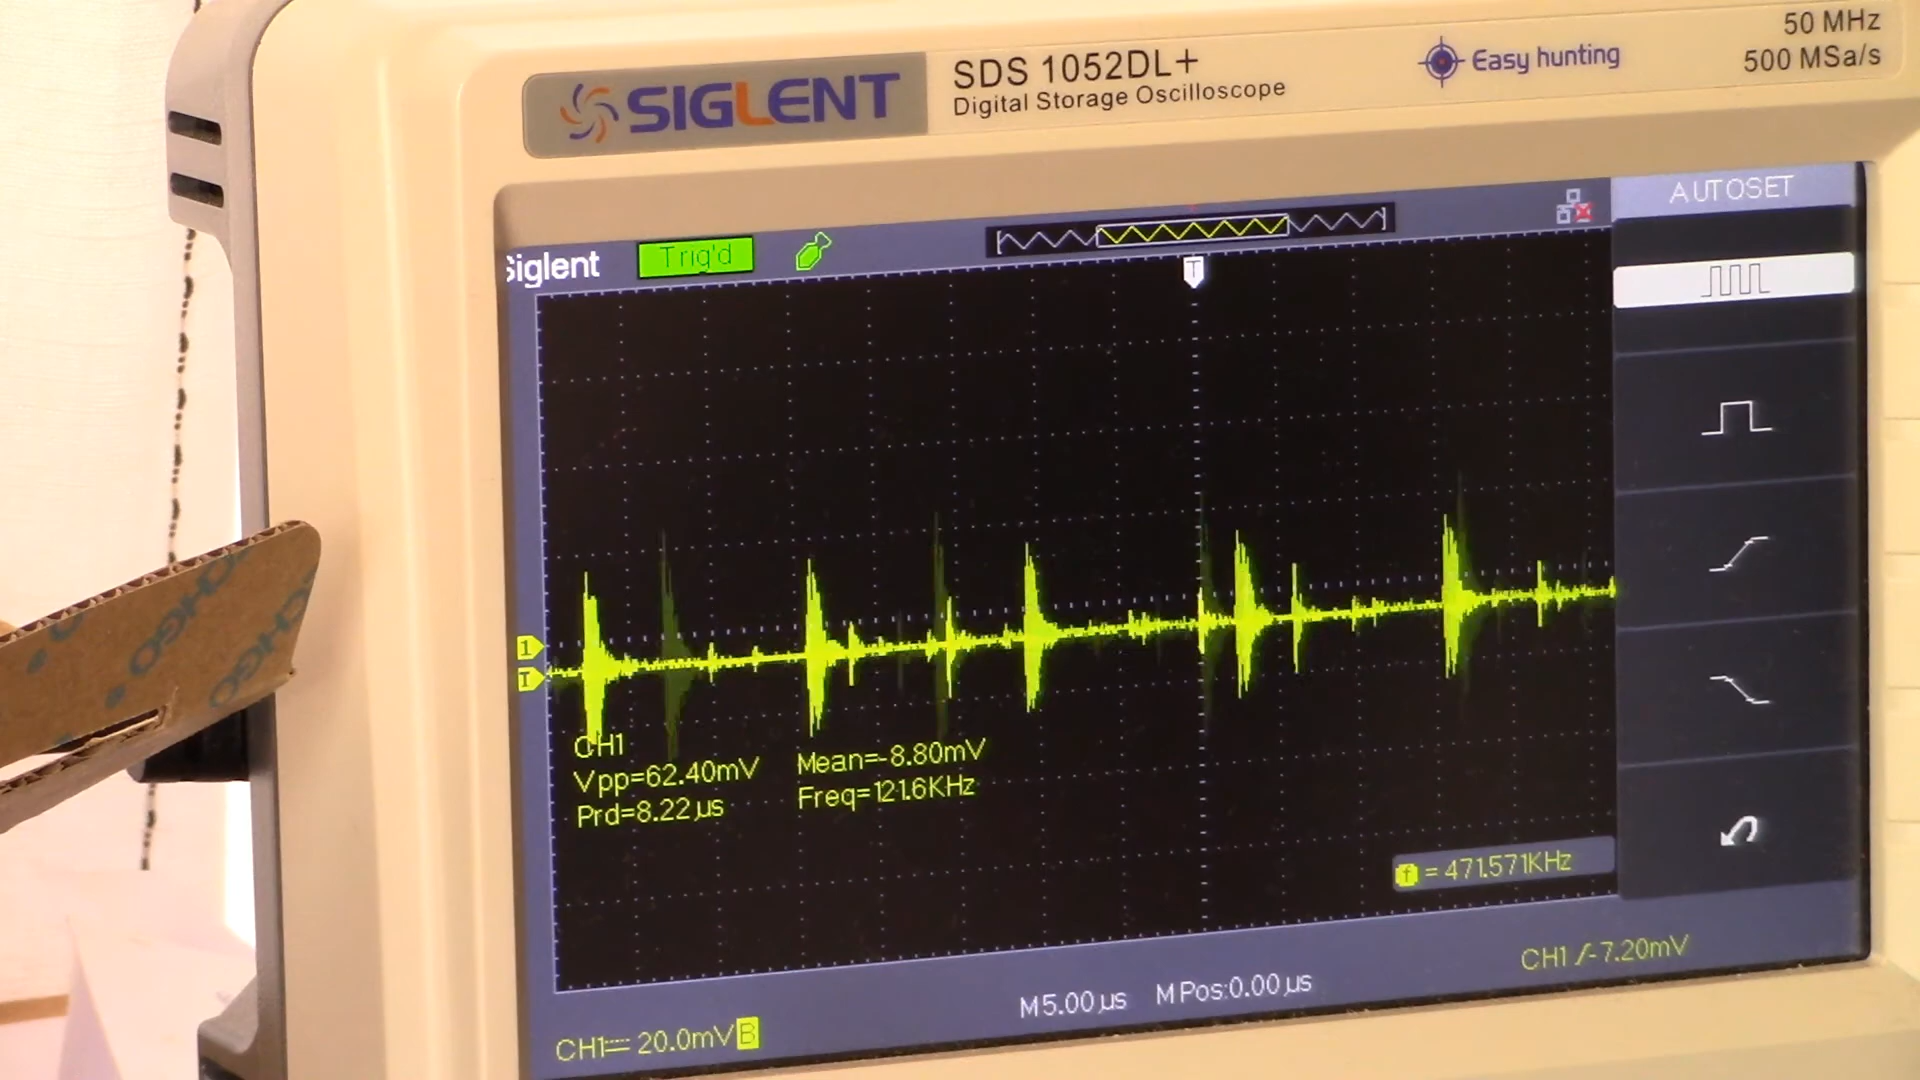 SIGLENT
SDS 1052DL+
Digital Storage Oscilloscope
Easy hunting
50 MHz
500 MSa/s
Siglent
Trig'd
T
AUTOSET
1
T
CH1
Vpp=62.40mV
Mean=-8.80mV
Prd=8.22µs
Freq=121.6KHz
f = 471.571KHz
CH1 /-7.20mV
M 5.00µs
M Pos:0.00µs
CH1 20.0mV B